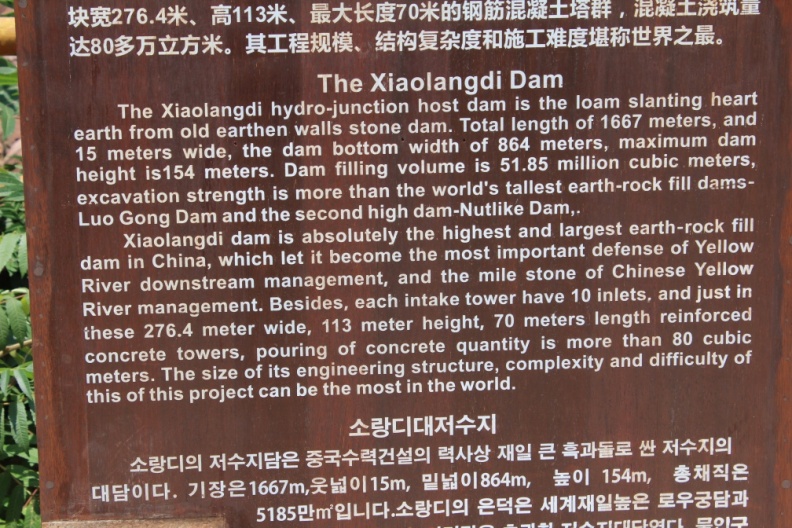 块宽276.4米、高113米、最大长度70米的钢筋混凝土塔群，混凝土浇筑量
达80多万立方米。其工程规模、结构复杂度和施工难度堪称世界之最。
The Xiaolangdi Dam
The Xiaolangdi hydro-junction host dam is the loam slanting heart
earth from old earthen walls stone dam. Total length of 1667 meters, and
15 meters wide, the dam bottom width of 864 meters, maximum dam
height is154 meters. Dam filling volume is 51.85 million cubic meters,
excavation strength is more than the world's tallest earth-rock fill dams-
Luo Gong Dam and the second high dam-Nutlike Dam,.
Xiaolangdi dam is absolutely the highest and largest earth-rock fill
dam in China, which let it become the most important defense of Yellow
River downstream management, and the mile stone of Chinese Yellow
River management. Besides, each intake tower have 10 inlets. and just in
these 276.4 meter wide, 113 meter height, 70 meters length reinforced
concrete towers, pouring of concrete quantity is more than 80 cubic
meters. The size of its engineering structure, complexity and difficulty of
this of this project can be the most in the world.
소랑디대저수지
소랑디의 저수지담은 중국수력건설의 력사상 재일 큰 흑과돌로 싼 저수지의
대담이다. 기장은1667m,웃넓이15m, 밑넓이864m, 높이 154m, 총채직은
5185만㎥입니다.소랑디의 은덕은 세계재일높은 로우궁담과